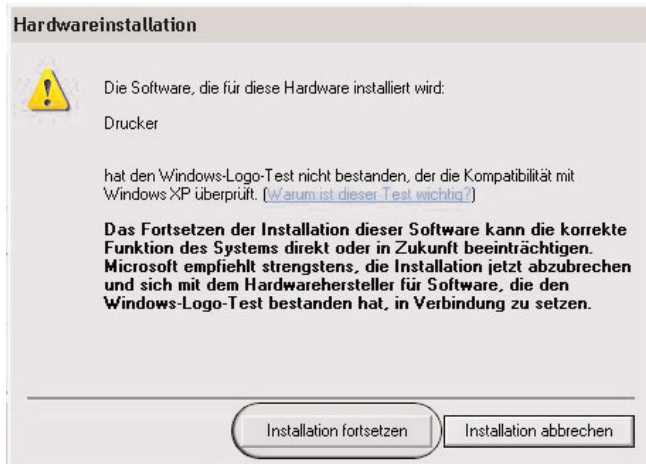 Hardwareinstallation
Die Software, die für diese Hardware installiert wird:
Drucker
hat den Windows-Logo-Test nicht bestanden, der die Kompatibilität mit
Windows XP überprüft. (Warum ist dieser Test wichtig?)
Das Fortsetzen der Installation dieser Software kann die korrekte
Funktion des Systems direkt oder in Zukunft beeinträchtigen.
Microsoft empfiehlt strengstens, die Installation jetzt abzubrechen
und sich mit dem Hardwarehersteller für Software, die den
Windows-Logo-Test bestanden hat, in Verbindung zu setzen.
Installation fortsetzen
Installation abbrechen